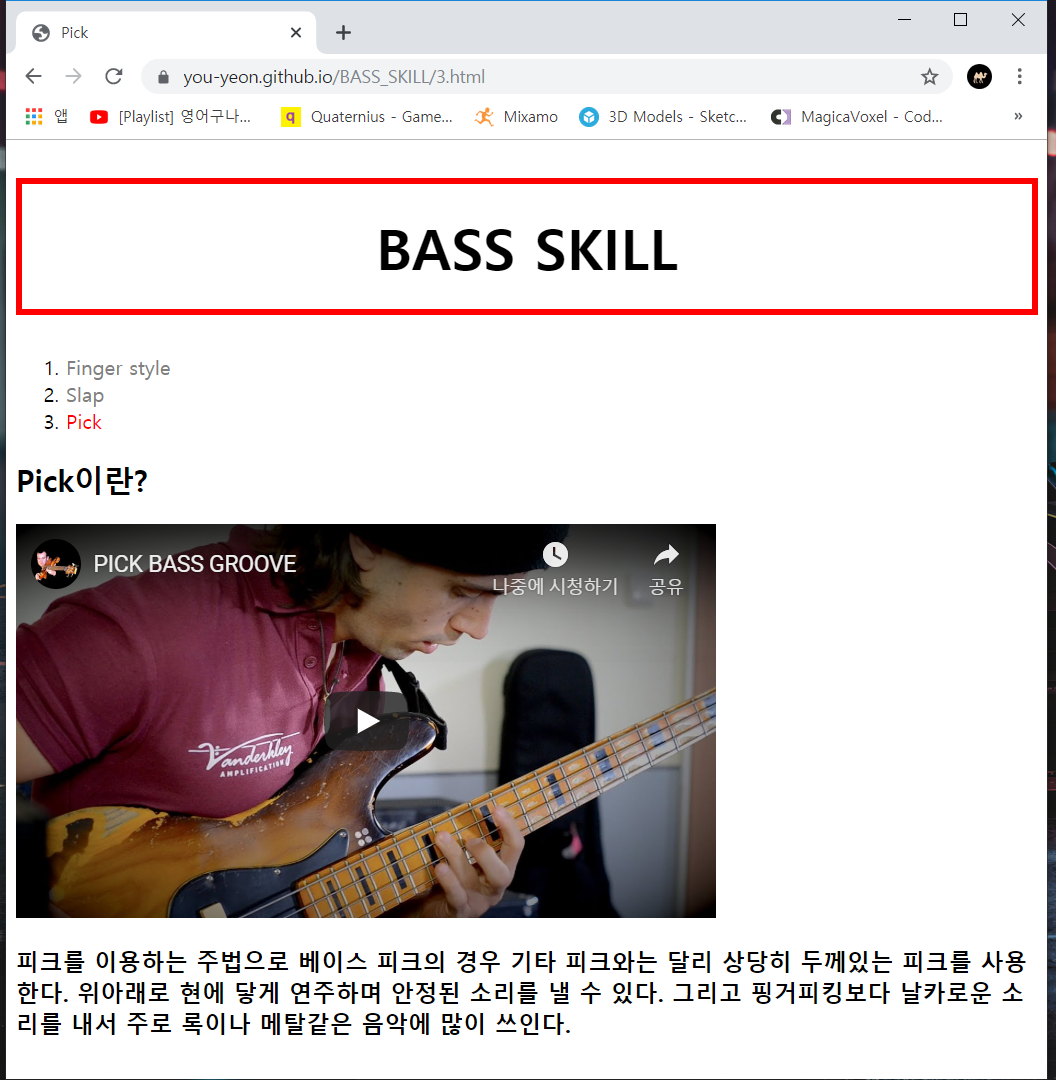 Pick
you-yeon.github.io/BASS_SKILL/3.html
앱
[Playlist] 영어구나...
q
Quaternius - Game...
Mixamo
3D Models - Sketc...
MagicaVoxel - Cod...
»
BASS SKILL
1. Finger style
2. Slap
3. Pick
Pick이란?
PICK BASS GROOVE
나중에 시청하기
공유
Vanderkley
AMPLIFICATION
피크를 이용하는 주법으로 베이스 피크의 경우 기타 피크와는 달리 상당히 두께있는 피크를 사용
한다. 위아래로 현에 닿게 연주하며 안정된 소리를 낼 수 있다. 그리고 핑거피킹보다 날카로운 소
리를 내서 주로 록이나 메탈같은 음악에 많이 쓰인다.